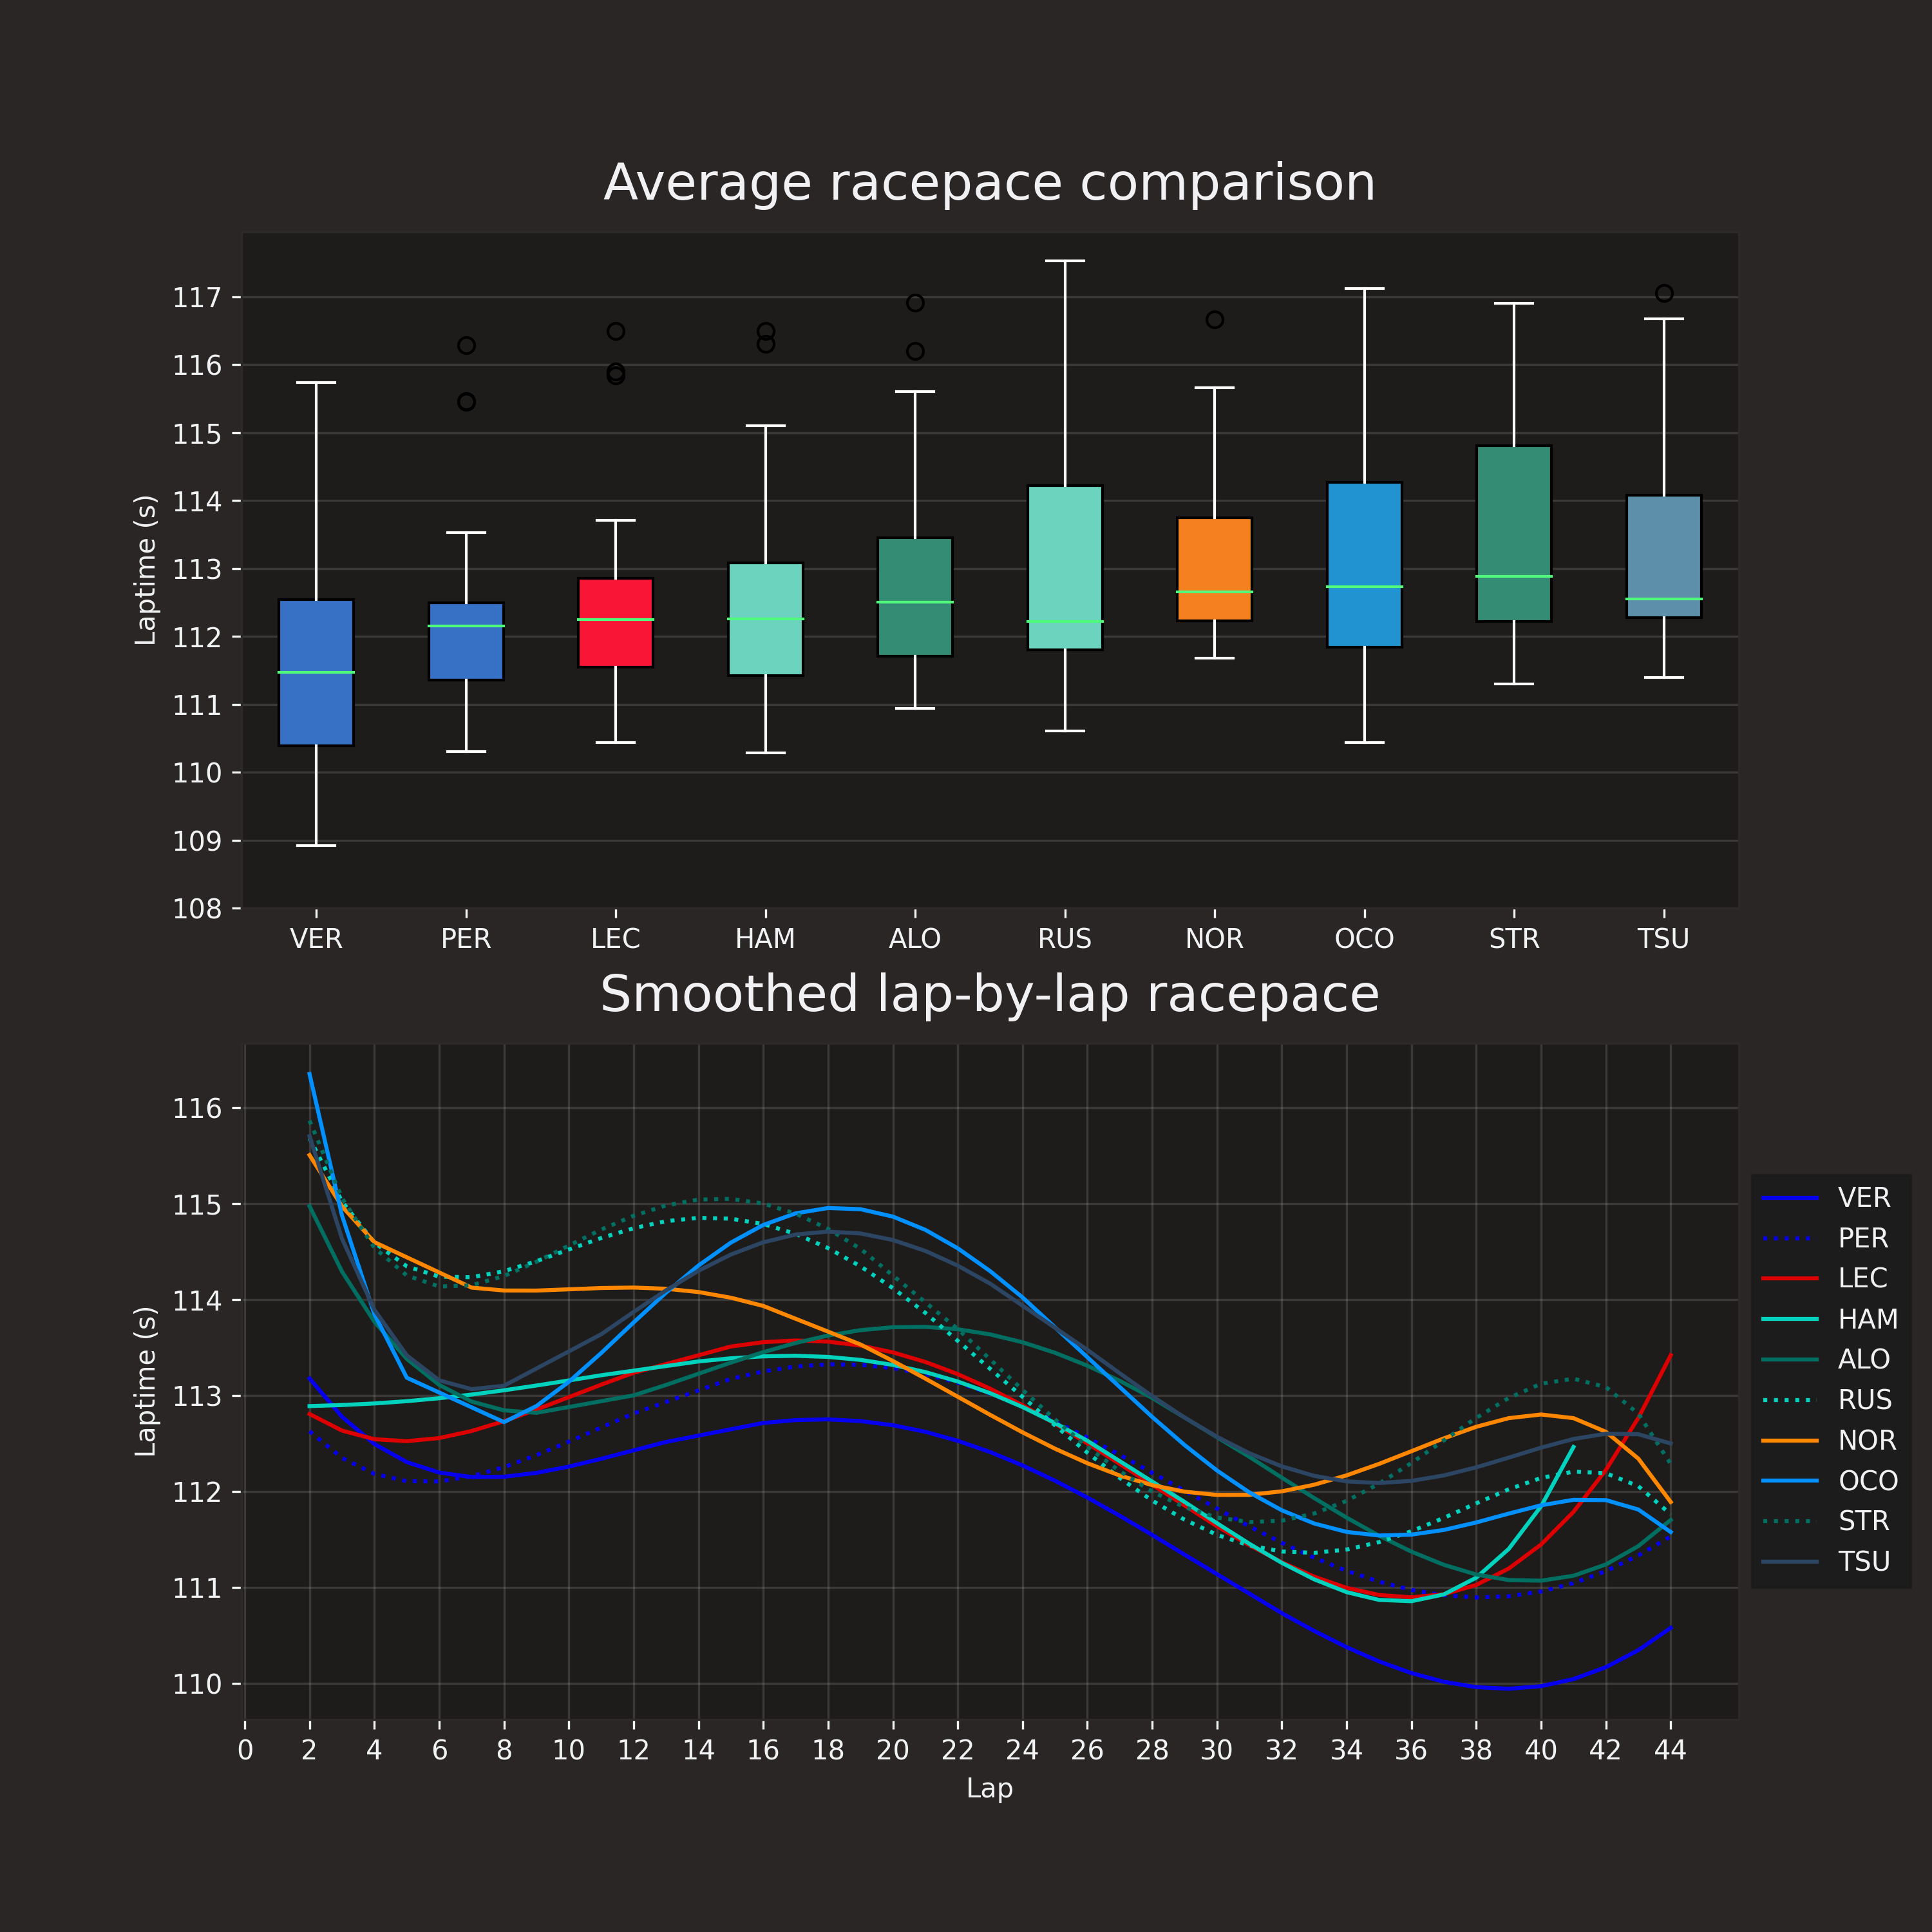 Average racepace comparison
117
116
115
114
113
112
111
110
109
108
Laptime (s)
VER PER LEC HAM ALO RUS NOR OCO STR TSU
Smoothed lap-by-lap racepace
116
115
114
113
112
111
110
Laptime (s)
0 2 4 6 8 10 12 14 16 18 20 22 24 26 28 30 32 34 36 38 40 42 44
Lap
VER
PER
LEC
HAM
ALO
RUS
NOR
OCO
STR
TSU